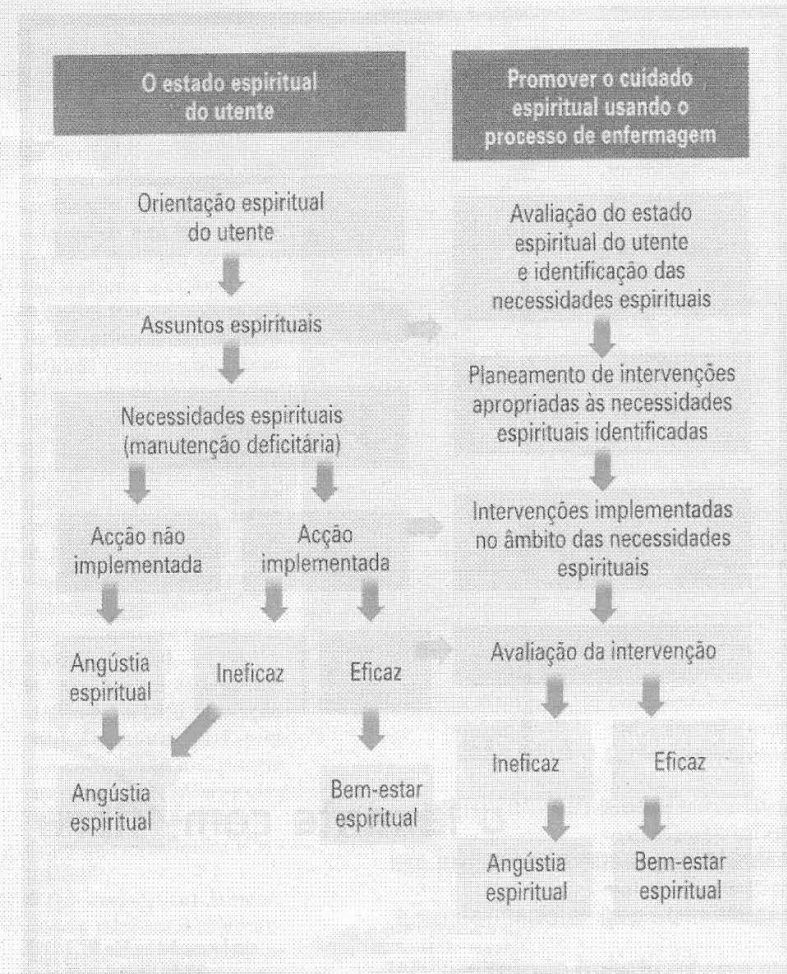 O estado espiritual
do utente
Orientação espiritual
do utente
Assuntos espirituais
Necessidades espirituais
(manutenção deficitária)
Acção não
implementada
Acção
implementada
Angústia
espiritual
Ineficaz
Eficaz
Angústia
espiritual
Bem-estar
espiritual
Promover o cuidado
espiritual usando o
processo de enfermagem
Avaliação do estado
espiritual do utente
e identificação das
necessidades espirituais
Planeamento de intervenções
apropriadas às necessidades
espirituais identificadas
Intervenções implementadas
no âmbito das necessidades
espirituais
Avaliação da intervenção
Ineficaz
Eficaz
Angústia
espiritual
Bem-estar
espiritual